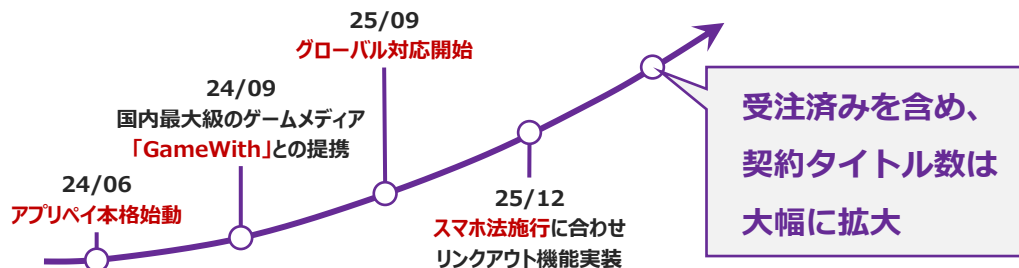 24/06
アプリペイ本格始動
24/09
国内最大級のゲームメディア
「GameWith」との提携
25/09
グローバル対応開始
25/12
スマホ法施行に合わせ
リンクアウト機能実装
受注済みを含め、
契約タイトル数は
大幅に拡大